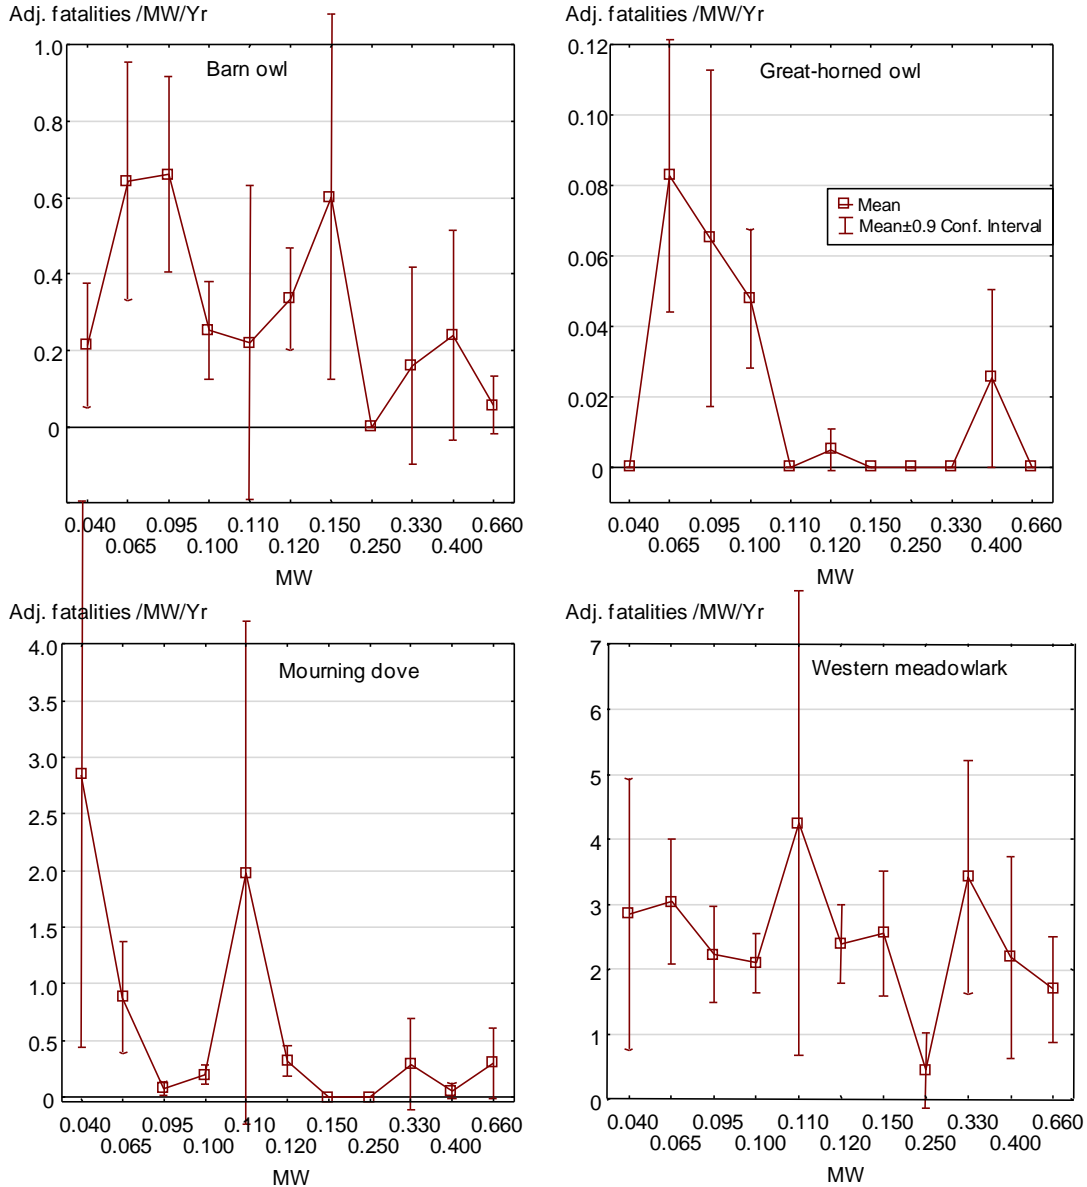 Adj. fatalities /MW/Yr
Barn owl
1.0
0.8
0.6
0.4
0.2
0
0.040 0.095 0.110 0.150 0.330 0.660
0.065 0.100 0.120 0.250 0.400
MW
Adj. fatalities /MW/Yr
Great-horned owl
0.12
0.10
0.08
0.06
0.04
0.02
0
Mean
Mean±0.9 Conf. Interval
0.040 0.095 0.110 0.150 0.330 0.660
0.065 0.100 0.120 0.250 0.400
MW
Adj. fatalities /MW/Yr
Mourning dove
4.0
3.5
3.0
2.5
2.0
1.5
1.0
0.5
0
0.040 0.095 0.110 0.150 0.330 0.660
0.065 0.100 0.120 0.250 0.400
MW
Adj. fatalities /MW/Yr
Western meadowlark
7
6
5
4
3
2
1
0
0.040 0.095 0.110 0.150 0.330 0.660
0.065 0.100 0.120 0.250 0.400
MW